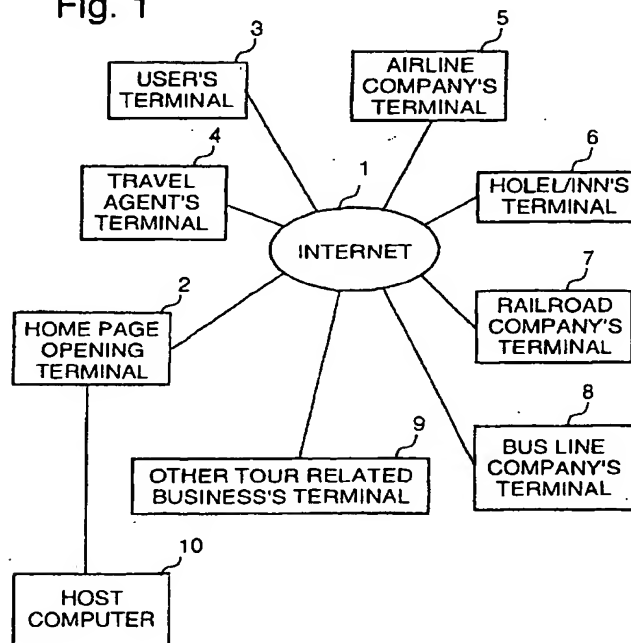 Fig. 1
3
USER'S
TERMINAL
5
AIRLINE
COMPANY'S
TERMINAL
4
TRAVEL
AGENT'S
TERMINAL
1
INTERNET
6
HOLEL/INN'S
TERMINAL
2
HOME PAGE
OPENING
TERMINAL
7
RAILROAD
COMPANY'S
TERMINAL
8
BUS LINE
COMPANY'S
TERMINAL
9
OTHER TOUR RELATED
BUSINESS'S TERMINAL
10
HOST
COMPUTER